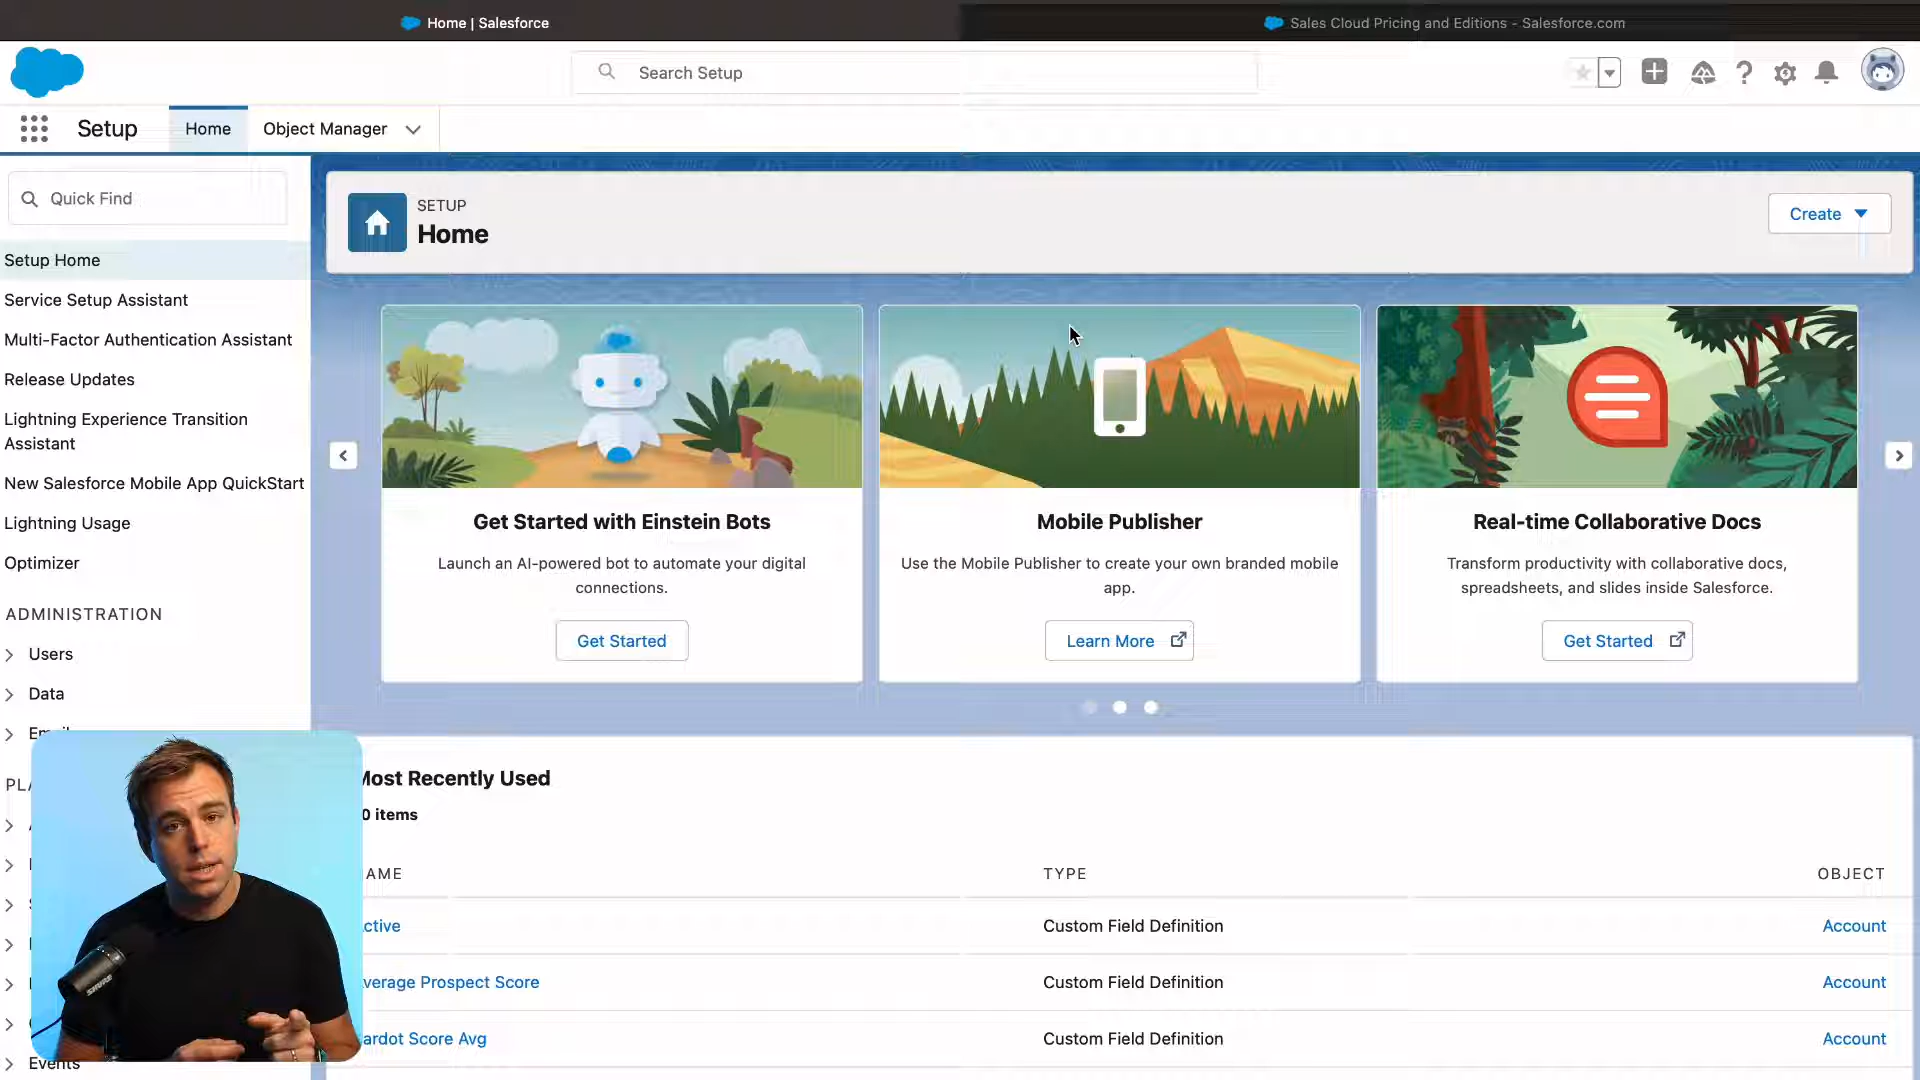 Home | Salesforce
Sales Cloud Pricing and Editions - Salesforce.com
Search Setup
Setup
Home
Object Manager
Quick Find
Setup Home
Service Setup Assistant
Multi-Factor Authentication Assistant
Release Updates
Lightning Experience Transition
Assistant
New Salesforce Mobile App QuickStart
Lightning Usage
Optimizer
ADMINISTRATION
Users
Data
Events
SETUP
Home
Create
Get Started with Einstein Bots
Launch an AI-powered bot to automate your digital
connections.
Get Started
Mobile Publisher
Use the Mobile Publisher to create your own branded mobile
app.
Learn More
Real-time Collaborative Docs
Transform productivity with collaborative docs,
spreadsheets, and slides inside Salesforce.
Get Started
Most Recently Used
items
TYPE
OBJECT
Custom Field Definition
Account
Prospect Score
Custom Field Definition
Account
Score Avg
Custom Field Definition
Account
SHURE